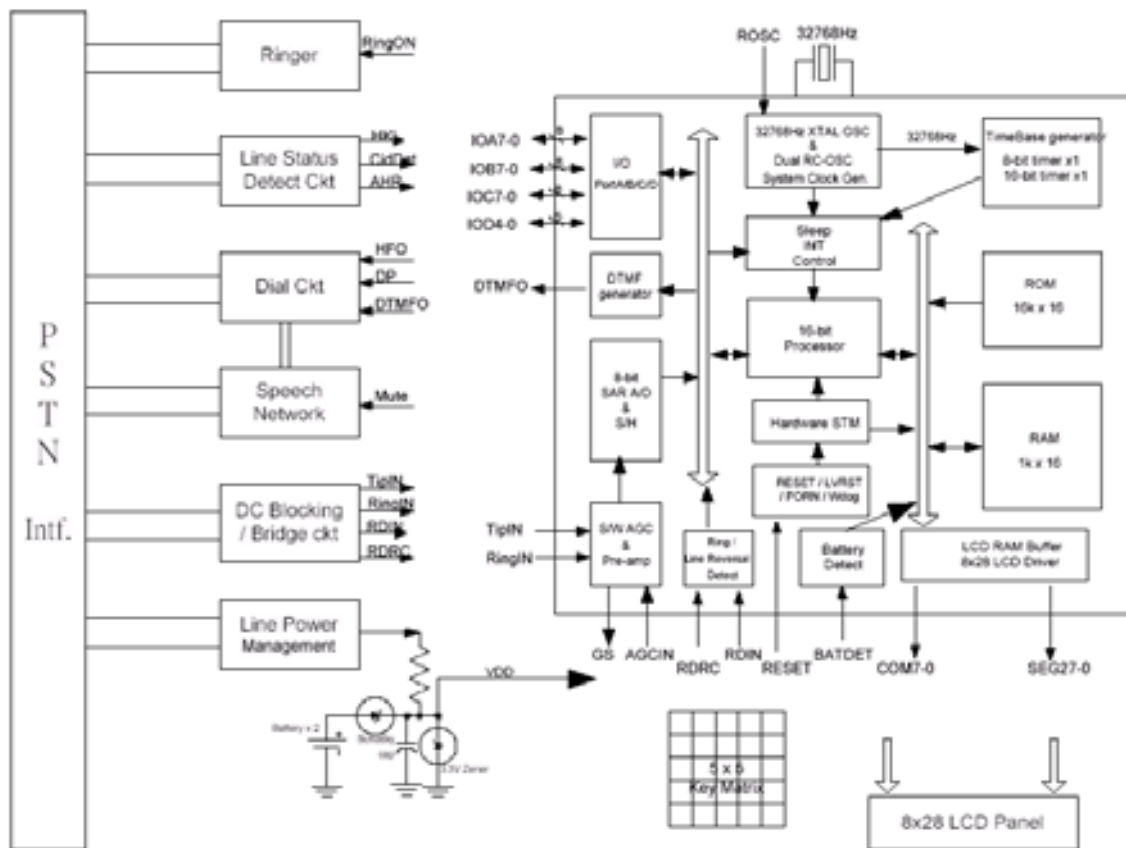 P
S
T
N
Intf.
Ringer
RingON
Line Status
Detect Ckt
CidDet
AHR
Dial Ckt
HFO
DP
DTMFO
Speech
Network
Mute
DC Blocking
/ Bridge ckt
TipIN
RingIN
RDIN
RDRC
Line Power
Management
VDD
Battery x 2
3.3V Zener
ROSC
32768Hz
IOA7-0
IOB7-0
IOC7-0
IOD4-0
I/O
Port/A/B/C/D
32768Hz XTAL OSC
&
Dual RC-OSC
System Clock Gen.
32768Hz
TimeBase generator
8-bit timer x1
16-bit timer x1
Sleep
INIT
Control
DTMFO
DTMF
generator
ROM
16k x 16
16-bit
Processor
8-bit
SAR A/D
&
S/H
Hardware STM
RAM
1k x 16
RESET / LVRST
/ PORN / Wdog
TipIN
RingIN
S/W AGC
&
Pre-amp
Ring /
Line Reversal
Detect
Battery
Detect
LCD RAM Buffer
8x28 LCD Driver
GS
AGCIN
RDRC
RDIN
RESET
BATDET
COM7-0
SEG27-0
5 x 5
Key Matrix
8x28 LCD Panel